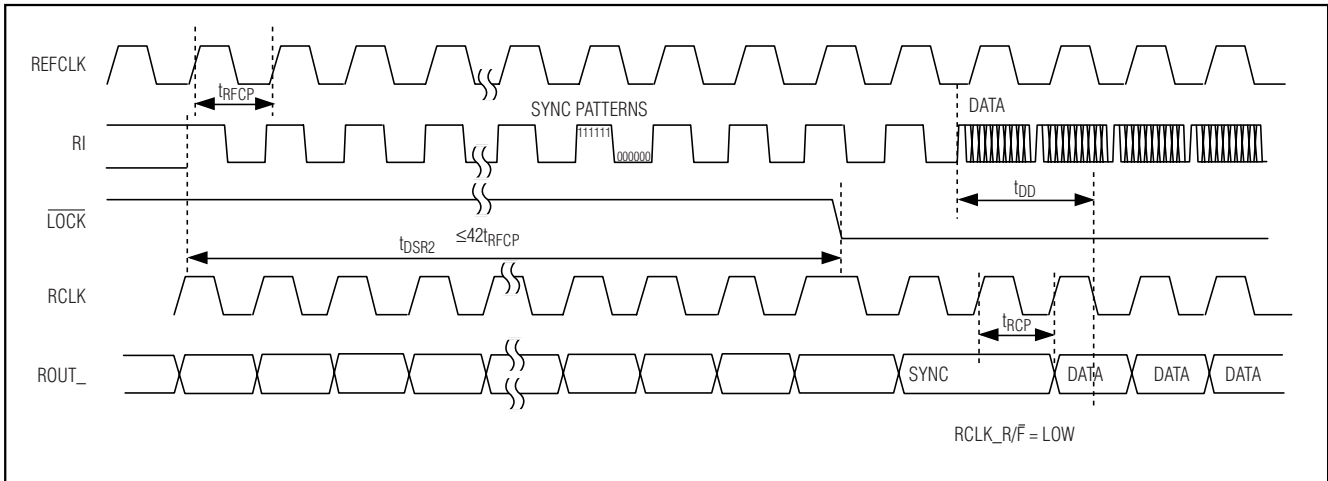 REFCLK
tRFCP
SYNC PATTERNS
DATA
RI
111111
000000
tDD
LOCK
tDSR2
≤42tRFCP
RCLK
tRCP
ROUT_
SYNC
DATA
DATA
DATA
RCLK_R/F̅ = LOW